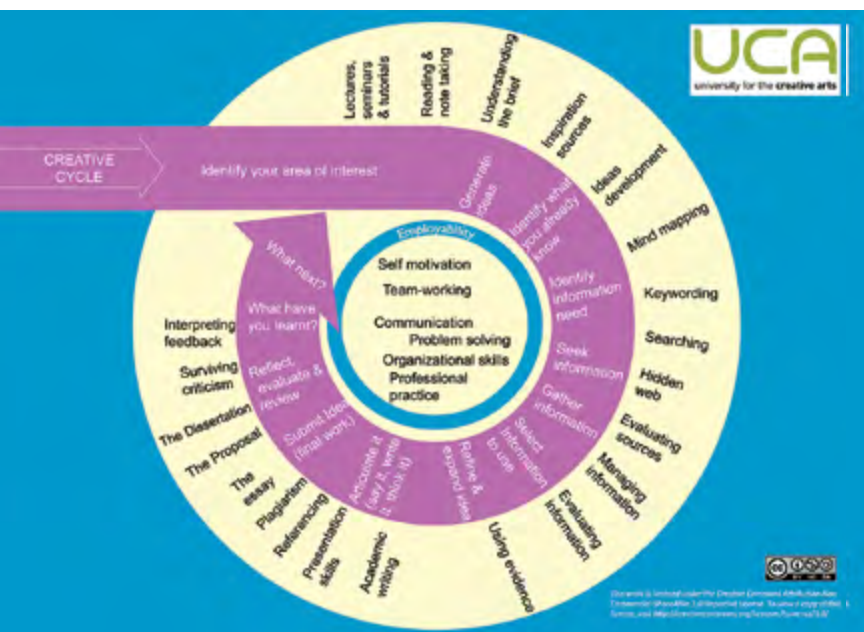 UCA
university for the creative arts
CREATIVE
CYCLE
Identify your area of interest
Generate
ideas
Identify what
you already
know
Identify
information
need
Seek
information
Gather
information
Select
information
to use
Refine &
expand idea
Articulate it
(say it, write
it, think it)
Submit Idea
(final work)
Reflect,
evaluate &
review
What have
you learnt?
What next?
Lectures,
seminars
& tutorials
Reading &
note taking
Understanding
the brief
Inspiration
sources
Ideas
development
Mind mapping
Keywording
Searching
Hidden
web
Evaluating
sources
Managing
information
Evaluating
information
Using evidence
Academic
writing
Presentation
skills
Referencing
Plagiarism
The
essay
The Proposal
The Dissertation
Surviving
criticism
Interpreting
feedback
Employability
Self motivation
Team-working
Communication
Problem solving
Organizational skills
Professional
practice
cc